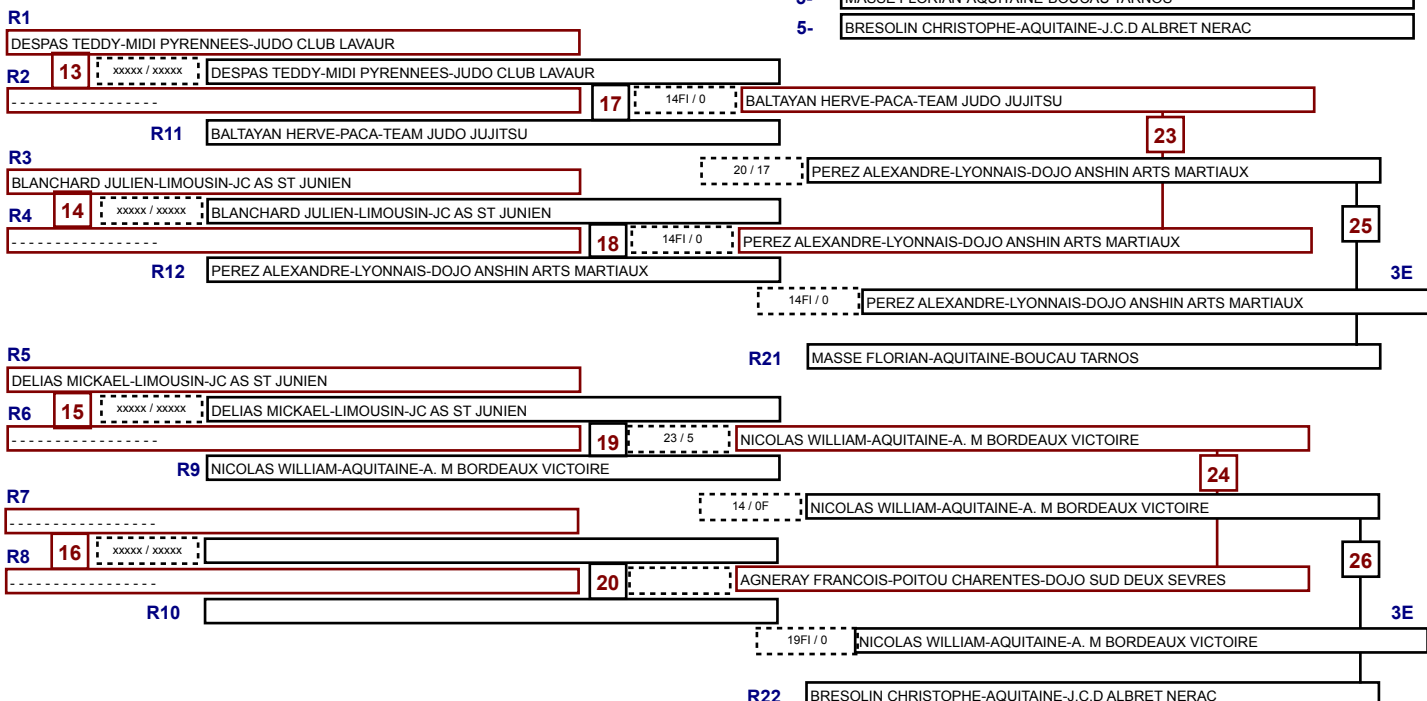 5- MASSE FLORIAN-AQUITAINE-BOUCAU TARNOS
R1
5- BRESOLIN CHRISTOPHE-AQUITAINE-J.C.D ALBRET NERAC
DESPAS TEDDY-MIDI PYRENNEES-JUDO CLUB LAVAUR
R2 13 xxxxx / xxxxx DESPAS TEDDY-MIDI PYRENNEES-JUDO CLUB LAVAUR
- - - - - - - - - - - - - - - - - 17 14FI / 0 BALTAYAN HERVE-PACA-TEAM JUDO JUJITSU
R11 BALTAYAN HERVE-PACA-TEAM JUDO JUJITSU
23
R3
20 / 17 PEREZ ALEXANDRE-LYONNAIS-DOJO ANSHIN ARTS MARTIAUX
BLANCHARD JULIEN-LIMOUSIN-JC AS ST JUNIEN
R4 14 xxxxx / xxxxx BLANCHARD JULIEN-LIMOUSIN-JC AS ST JUNIEN
25
- - - - - - - - - - - - - - - - - 18 14FI / 0 PEREZ ALEXANDRE-LYONNAIS-DOJO ANSHIN ARTS MARTIAUX
R12 PEREZ ALEXANDRE-LYONNAIS-DOJO ANSHIN ARTS MARTIAUX
3E
14FI / 0 PEREZ ALEXANDRE-LYONNAIS-DOJO ANSHIN ARTS MARTIAUX
R5
R21 MASSE FLORIAN-AQUITAINE-BOUCAU TARNOS
DELIAS MICKAEL-LIMOUSIN-JC AS ST JUNIEN
R6 15 xxxxx / xxxxx DELIAS MICKAEL-LIMOUSIN-JC AS ST JUNIEN
- - - - - - - - - - - - - - - - - 19 23 / 5 NICOLAS WILLIAM-AQUITAINE-A. M BORDEAUX VICTOIRE
R9 NICOLAS WILLIAM-AQUITAINE-A. M BORDEAUX VICTOIRE
24
R7
14 / 0F NICOLAS WILLIAM-AQUITAINE-A. M BORDEAUX VICTOIRE
- - - - - - - - - - - - - - - - -
R8 16 xxxxx / xxxxx
26
- - - - - - - - - - - - - - - - - 20 AGNERAY FRANCOIS-POITOU CHARENTES-DOJO SUD DEUX SEVRES
R10
3E
19FI / 0 NICOLAS WILLIAM-AQUITAINE-A. M BORDEAUX VICTOIRE
R22 BRESOLIN CHRISTOPHE-AQUITAINE-J.C.D ALBRET NERAC